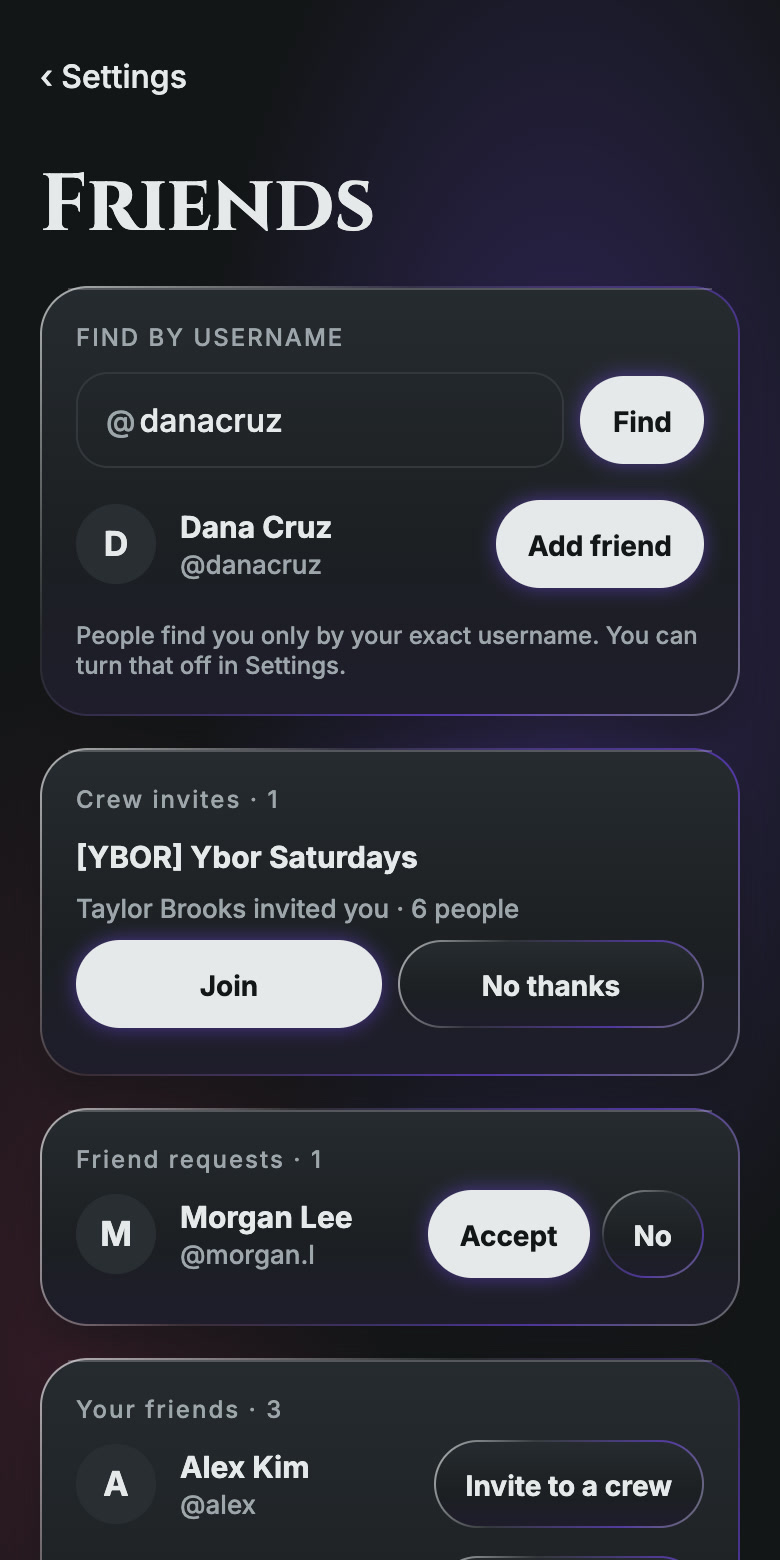 ‹ Settings
Friends
FIND BY USERNAME
@danacruz
Find
D
Dana Cruz
@danacruz
Add friend
People find you only by your exact username. You can
turn that off in Settings.
Crew invites · 1
[YBOR] Ybor Saturdays
Taylor Brooks invited you · 6 people
Join
No thanks
Friend requests · 1
M
Morgan Lee
@morgan.l
Accept
No
Your friends · 3
A
Alex Kim
@alex
Invite to a crew